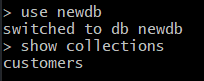 > use newdb
switched to db newdb
> show collections
customers